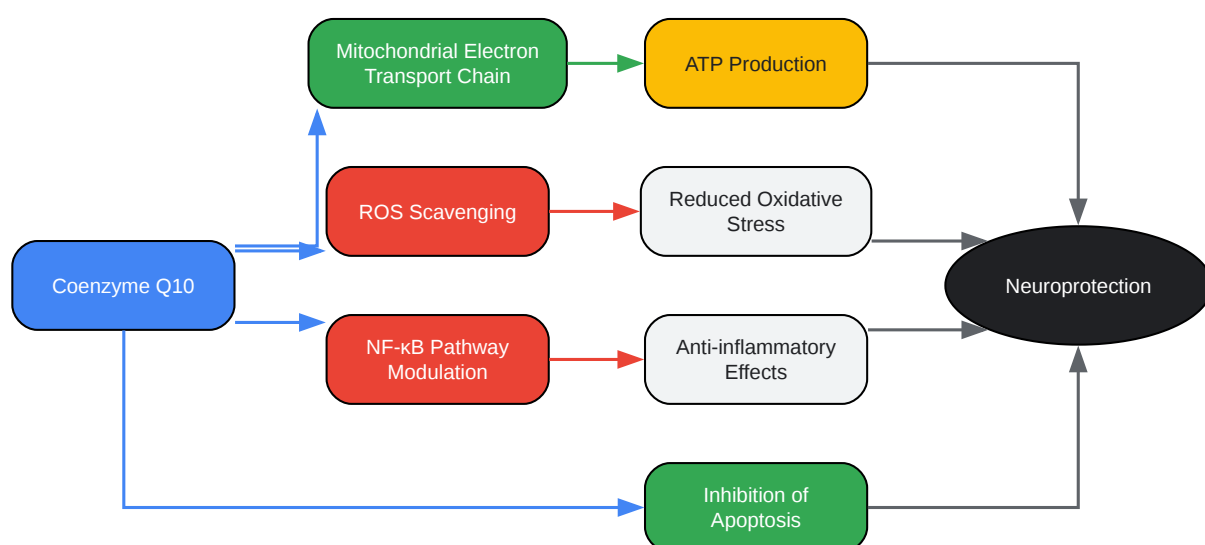 Mitochondrial Electron
Transport Chain
ATP Production
ROS Scavenging
Reduced Oxidative
Stress
Coenzyme Q10
Neuroprotection
NF-κB Pathway
Modulation
Anti-inflammatory
Effects
Inhibition of
Apoptosis